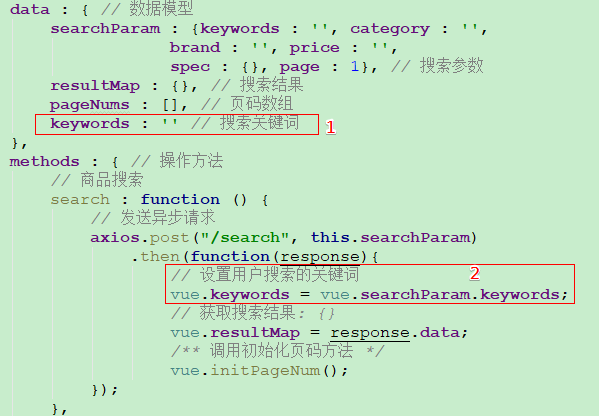 data : { // 数据模型
searchParam : {keywords : '', category : '',
brand : '', price : '',
spec : {}, page : 1}, // 搜索参数
resultMap : {}, // 搜索结果
pageNums : [], // 页码数组
keywords : '' // 搜索关键词 1
},
methods : { // 操作方法
// 商品搜索
search : function () {
// 发送异步请求
axios.post("/search", this.searchParam)
.then(function(response){
// 设置用户搜索的关键词 2
vue.keywords = vue.searchParam.keywords;
// 获取搜索结果: {}
vue.resultMap = response.data;
/** 调用初始化页码方法 */
vue.initPageNum();
});
},